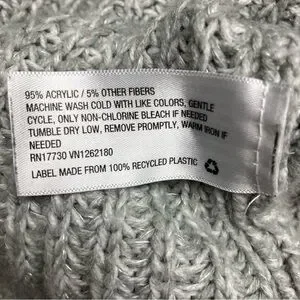 95% ACRYLIC / 5% OTHER FIBERS
MACHINE WASH COLD WITH LIKE COLORS, GENTLE
CYCLE, ONLY NON-CHLORINE BLEACH IF NEEDED
TUMBLE DRY LOW, REMOVE PROMPTLY, WARM IRON IF
NEEDED
RN17730 VN1262180
LABEL MADE FROM 100% RECYCLED PLASTIC